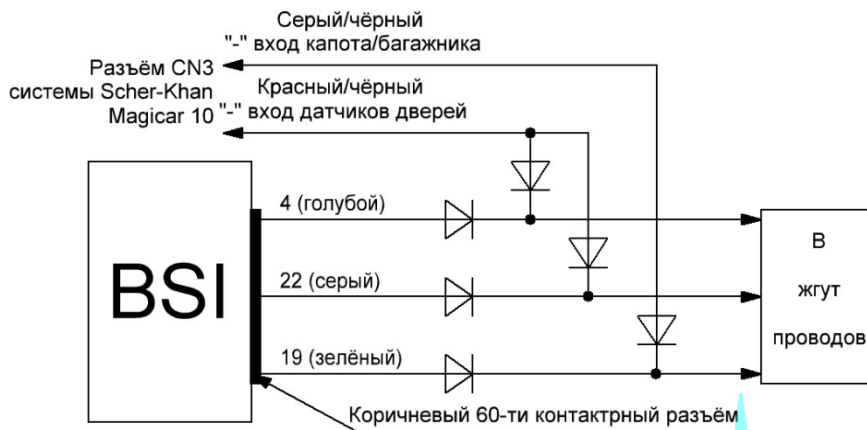 Серый/чёрный
"-" вход капота/багажника
Разъём CN3
системы Scher-Khan
Magicar 10
Красный/чёрный
"-" вход датчиков дверей
BSI
4 (голубой)
22 (серый)
19 (зелёный)
В
жгут
проводов
Коричневый 60-ти контактрный разъём